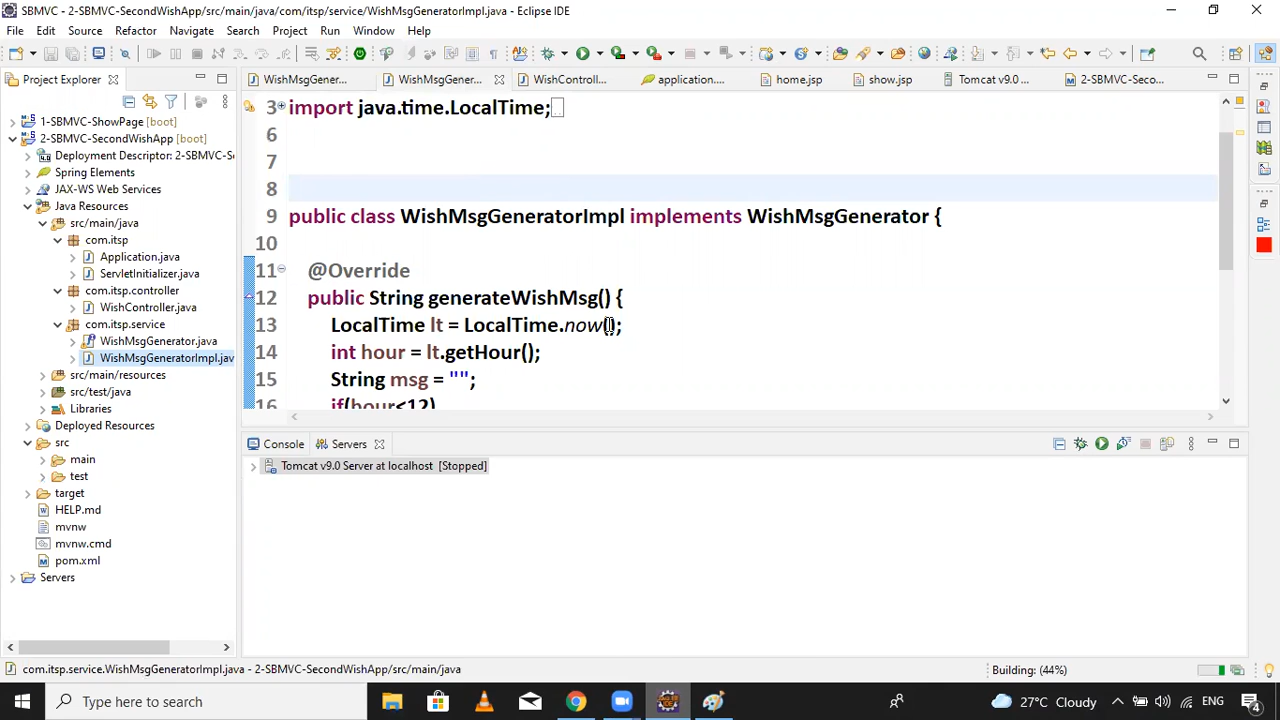 SBMVC - 2-SBMVC-SecondWishApp/src/main/java/com/itsp/service/WishMsgGeneratorImpl.java - Eclipse IDE
File Edit Source Refactor Navigate Search Project Run Window Help
Project Explorer
WishMsgGener...
WishMsgGener...
WishControll...
application....
home.jsp
show.jsp
Tomcat v9.0 ...
2-SBMVC-Seco...
1-SBMVC-ShowPage [boot]
2-SBMVC-SecondWishApp [boot]
Deployment Descriptor: 2-SBMVC-S
Spring Elements
JAX-WS Web Services
Java Resources
src/main/java
com.itsp
Application.java
ServletInitializer.java
com.itsp.controller
WishController.java
com.itsp.service
WishMsgGenerator.java
WishMsgGeneratorImpl.jav
src/main/resources
src/test/java
Libraries
Deployed Resources
src
main
test
target
HELP.md
mvnw
mvnw.cmd
pom.xml
Servers
3 import java.time.LocalTime;
6
7
8
9 public class WishMsgGeneratorImpl implements WishMsgGenerator {
10
11 @Override
12 public String generateWishMsg() {
13 LocalTime lt = LocalTime.now();
14 int hour = lt.getHour();
15 String msg = "";
16 if(hour<12)
Console Servers
Tomcat v9.0 Server at localhost [Stopped]
com.itsp.service.WishMsgGeneratorImpl.java - 2-SBMVC-SecondWishApp/src/main/java
Building: (44%)
Type here to search
27°C Cloudy
ENG
4